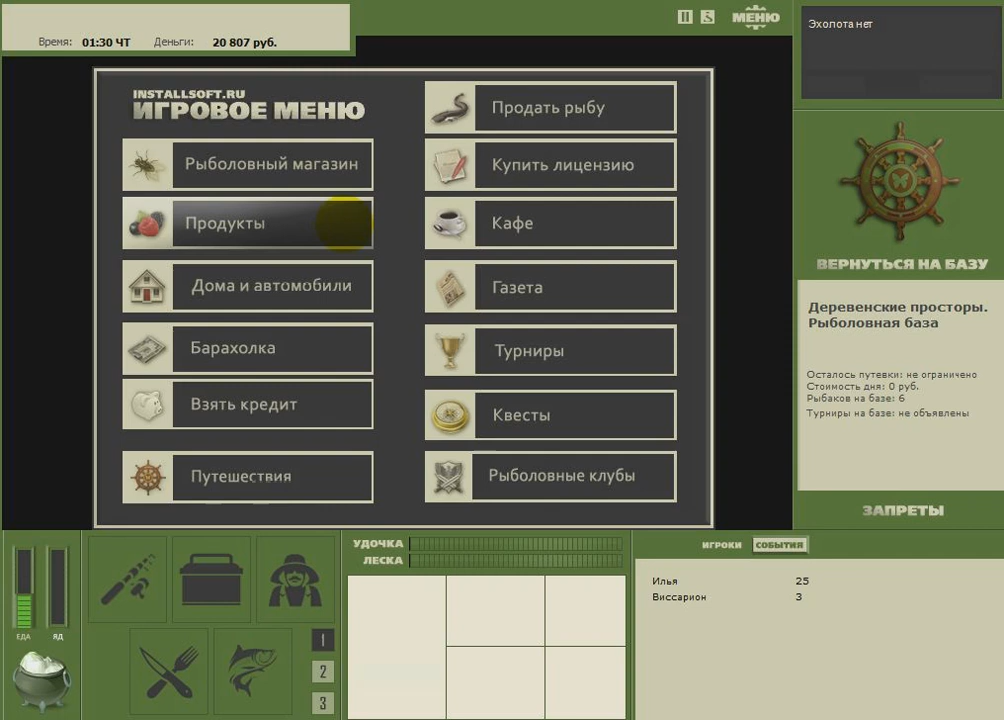 Время: 01:30 ЧТ Деньги: 20 807 руб.
МЕНЮ
Эхолота нет
INSTALLSOFT.RU
ИГРОВОЕ МЕНЮ
Рыболовный магазин
Продукты
Дома и автомобили
Барахолка
Взять кредит
Путешествия
Продать рыбу
Купить лицензию
Кафе
Газета
Турниры
Квесты
Рыболовные клубы
ВЕРНУТЬСЯ НА БАЗУ
Деревенские просторы.
Рыболовная база
Осталось путевки: не ограничено
Стоимость дня: 0 руб.
Рыбаков на базе: 6
Турниры на базе: не объявлены
ЗАПРЕТЫ
ЕДА ЯД
1
2
3
УДОЧКА
ЛЕСКА
ИГРОКИ СОБЫТИЯ
Илья 25
Виссарион 3